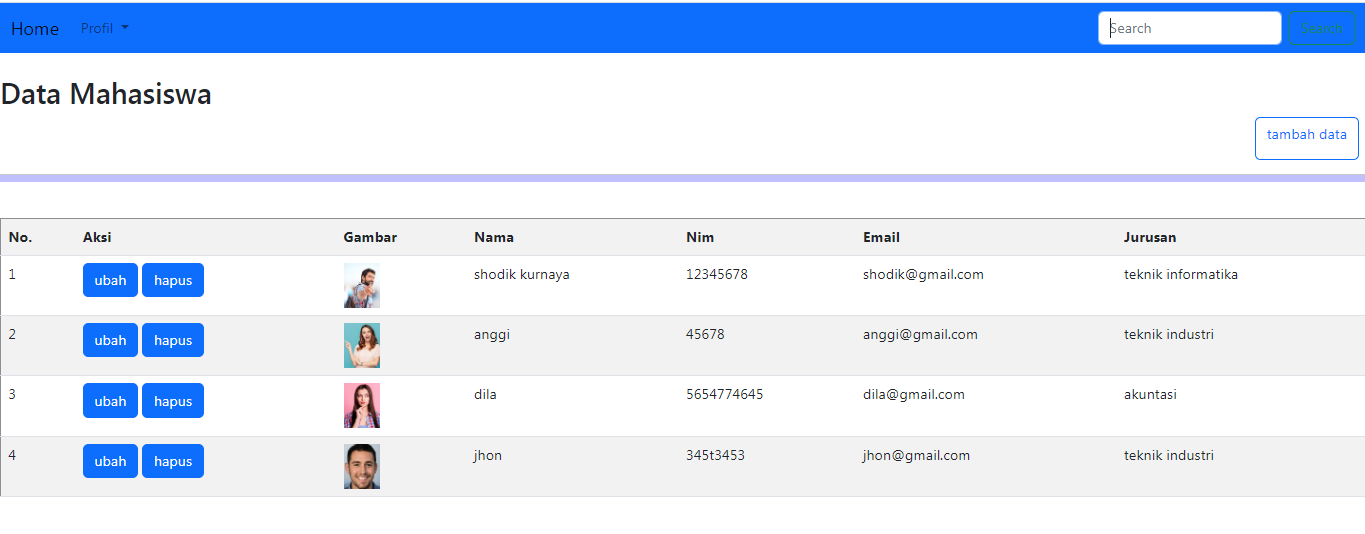 Home Profil Search Search
Data Mahasiswa
tambah data
No. Aksi Gambar Nama Nim Email Jurusan
1 ubah hapus shodik kurnaya 12345678 shodik@gmail.com teknik informatika
2 ubah hapus anggi 45678 anggi@gmail.com teknik industri
3 ubah hapus dila 5654774645 dila@gmail.com akuntasi
4 ubah hapus jhon 345t3453 jhon@gmail.com teknik industri